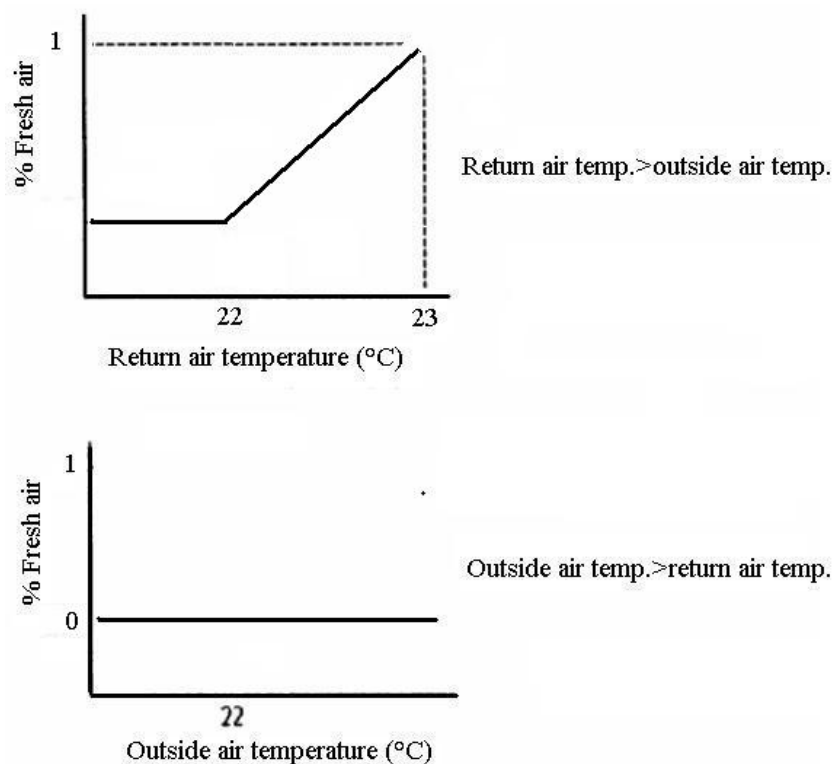 1
% Fresh air
Return air temp.>outside air temp.
22
23
Return air temperature (°C)
1
% Fresh air
Outside air temp.>return air temp.
0
22
Outside air temperature (°C)